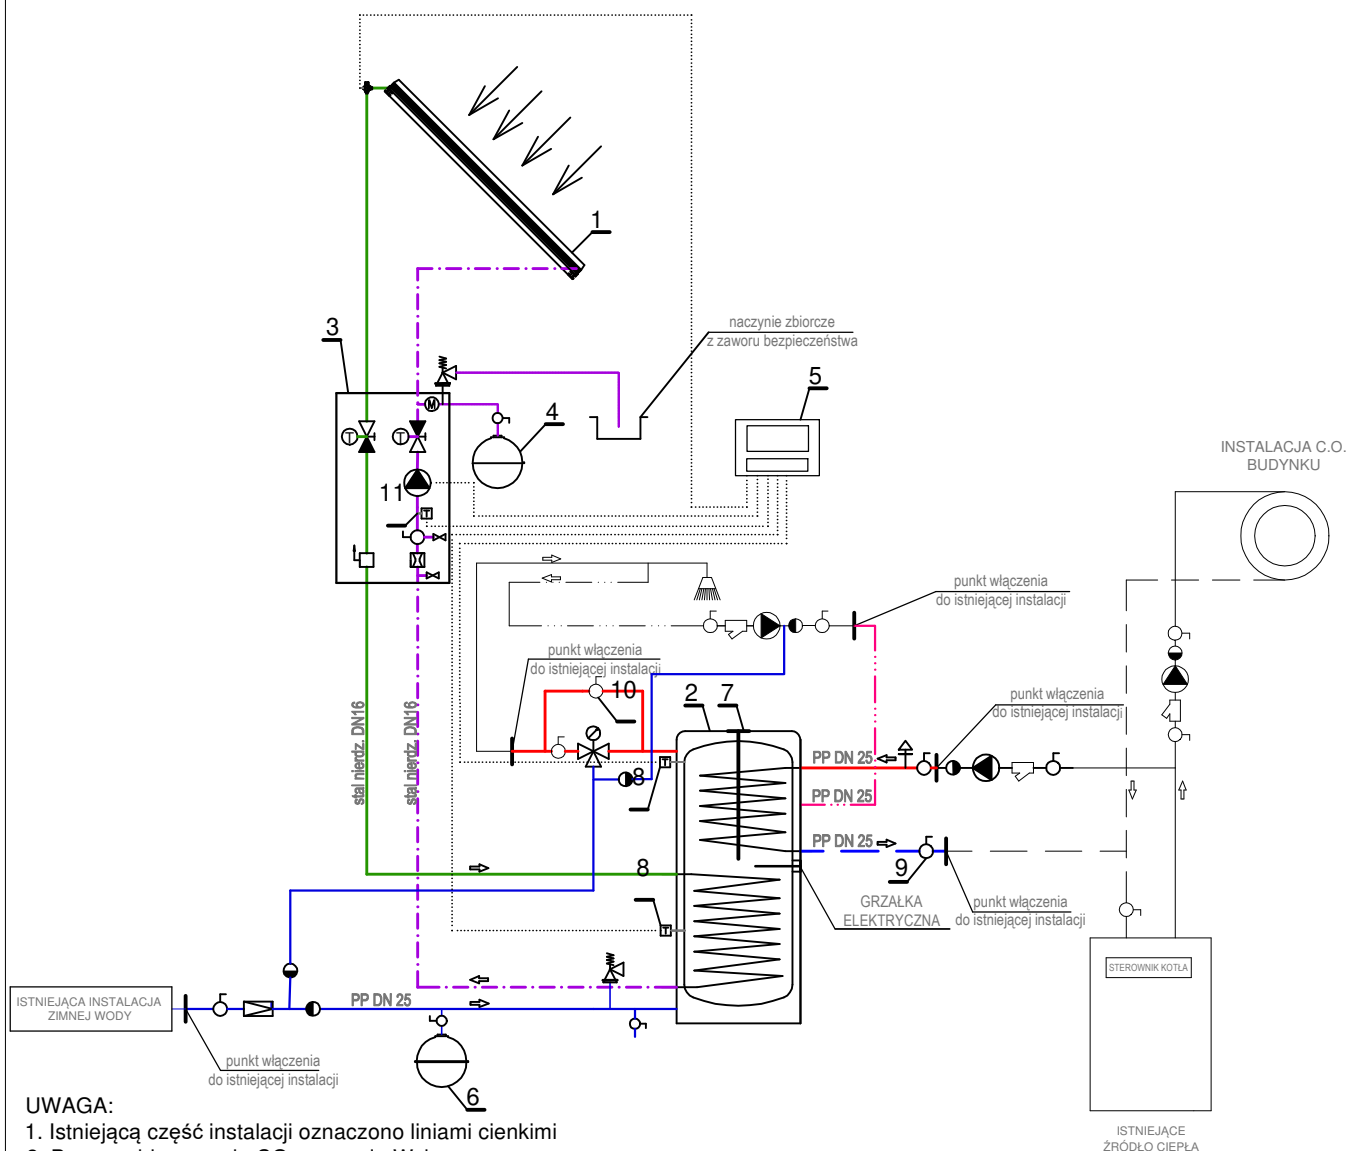 1
3
naczynie zbiorcze
z zaworu bezpieczeństwa
5
4
M
T
T
11
T
INSTALACJA C.O.
BUDYNKU
punkt włączenia
do istniejącej instalacji
punkt włączenia
do istniejącej instalacji
10
2
7
punkt włączenia
do istniejącej instalacji
stal nierdz. DN16
stal nierdz. DN16
PP DN 25
PP DN 25
8
T
PP DN 25
9
8
T
GRZAŁKA
ELEKTRYCZNA
punkt włączenia
do istniejącej instalacji
STEROWNIK KOTŁA
ISTNIEJĄCA INSTALACJA
ZIMNEJ WODY
PP DN 25
punkt włączenia
do istniejącej instalacji
6
UWAGA:
1. Istniejącą część instalacji oznaczono liniami cienkimi
ISTNIEJĄCE
ŹRÓDŁO CIEPŁA